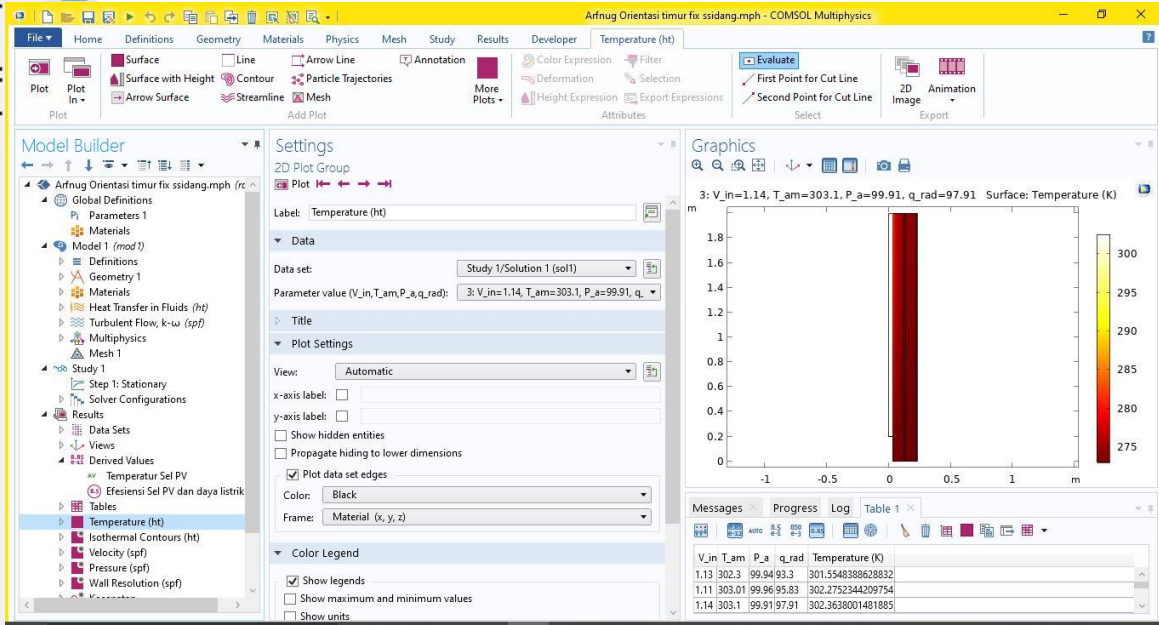 Arfnug Orientasi timur fix ssidang.mph - COMSOL Multiphysics
File Home Definitions Geometry Materials Physics Mesh Study Results Developer Temperature (ht)
Plot
Plot In
Plot
Surface Line Arrow Line Annotation
Surface with Height Contour Particle Trajectories
Arrow Surface Streamline Mesh
More Plots
Add Plot
Color Expression Filter
Deformation Selection
Height Expression Export Expressions
Attributes
Evaluate
First Point for Cut Line
Second Point for Cut Line
Select
2D Image
Animation
Export
Model Builder
Arfnug Orientasi timur fix ssidang.mph (rc
Global Definitions
Pi Parameters 1
Materials
Model 1 (mod1)
Definitions
Geometry 1
Materials
Heat Transfer in Fluids (ht)
Turbulent Flow, k-ω (spf)
Multiphysics
Mesh 1
Study 1
Step 1: Stationary
Solver Configurations
Results
Data Sets
Views
Derived Values
Temperatur Sel PV
Efesiensi Sel PV dan daya listrik
Tables
Temperature (ht)
Isothermal Contours (ht)
Velocity (spf)
Pressure (spf)
Wall Resolution (spf)
Settings
2D Plot Group
Plot
Label: Temperature (ht)
Data
Data set: Study 1/Solution 1 (sol1)
Parameter value (V_in,T_am,P_a,q_rad): 3: V_in=1.14, T_am=303.1, P_a=99.91, q_
Title
Plot Settings
View: Automatic
x-axis label:
y-axis label:
Show hidden entities
Propagate hiding to lower dimensions
Plot data set edges
Color: Black
Frame: Material (x, y, z)
Color Legend
Show legends
Show maximum and minimum values
Show units
Graphics
3: V_in=1.14, T_am=303.1, P_a=99.91, q_rad=97.91 Surface: Temperature (K)
m
1.8
1.6
1.4
1.2
1
0.8
0.6
0.4
0.2
0
-1 -0.5 0 0.5 1 m
300
295
290
285
280
275
Messages Progress Log Table 1
V_in T_am P_a q_rad Temperature (K)
1.13 302.3 99.94 93.3 301.5548388628832
1.11 303.01 99.96 95.83 302.2752344209754
1.14 303.1 99.91 97.91 302.3638001481885